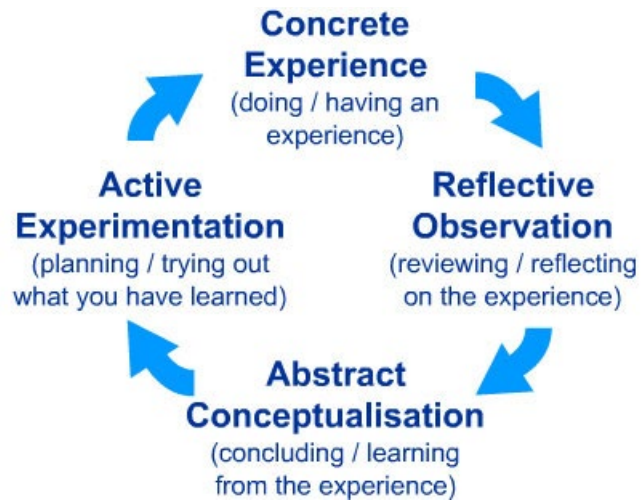 Concrete
Experience
(doing / having an
experience)
Reflective
Observation
(reviewing / reflecting
on the experience)
Abstract
Conceptualisation
(concluding / learning
from the experience)
Active
Experimentation
(planning / trying out
what you have learned)